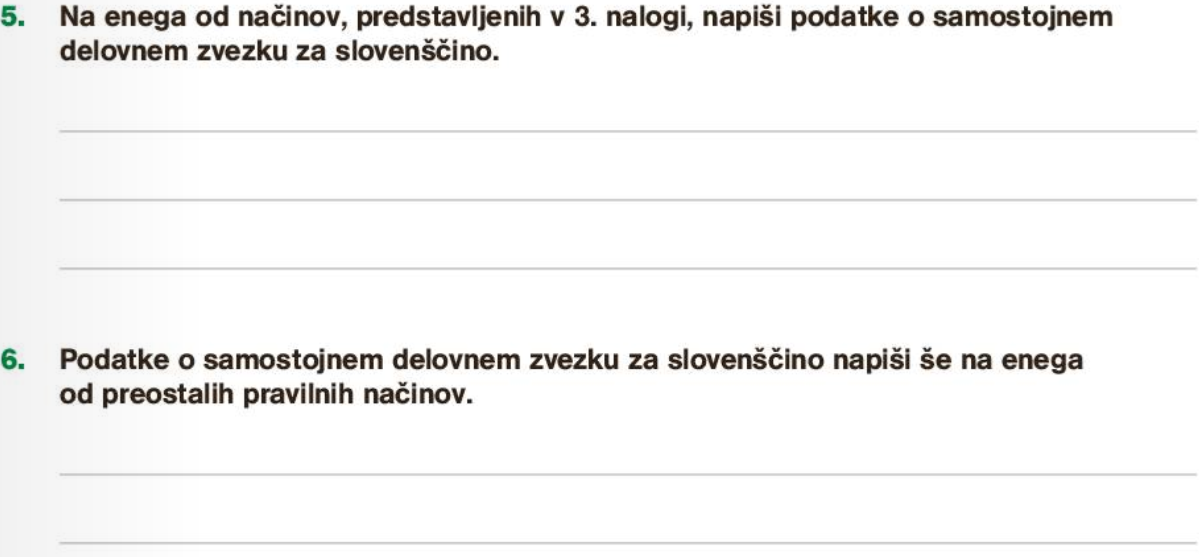 5. Na enega od načinov, predstavljenih v 3. nalogi, napiši podatke o samostojnem
delovnem zvezku za slovenščino.
6. Podatke o samostojnem delovnem zvezku za slovenščino napiši še na enega
od preostalih pravilnih načinov.